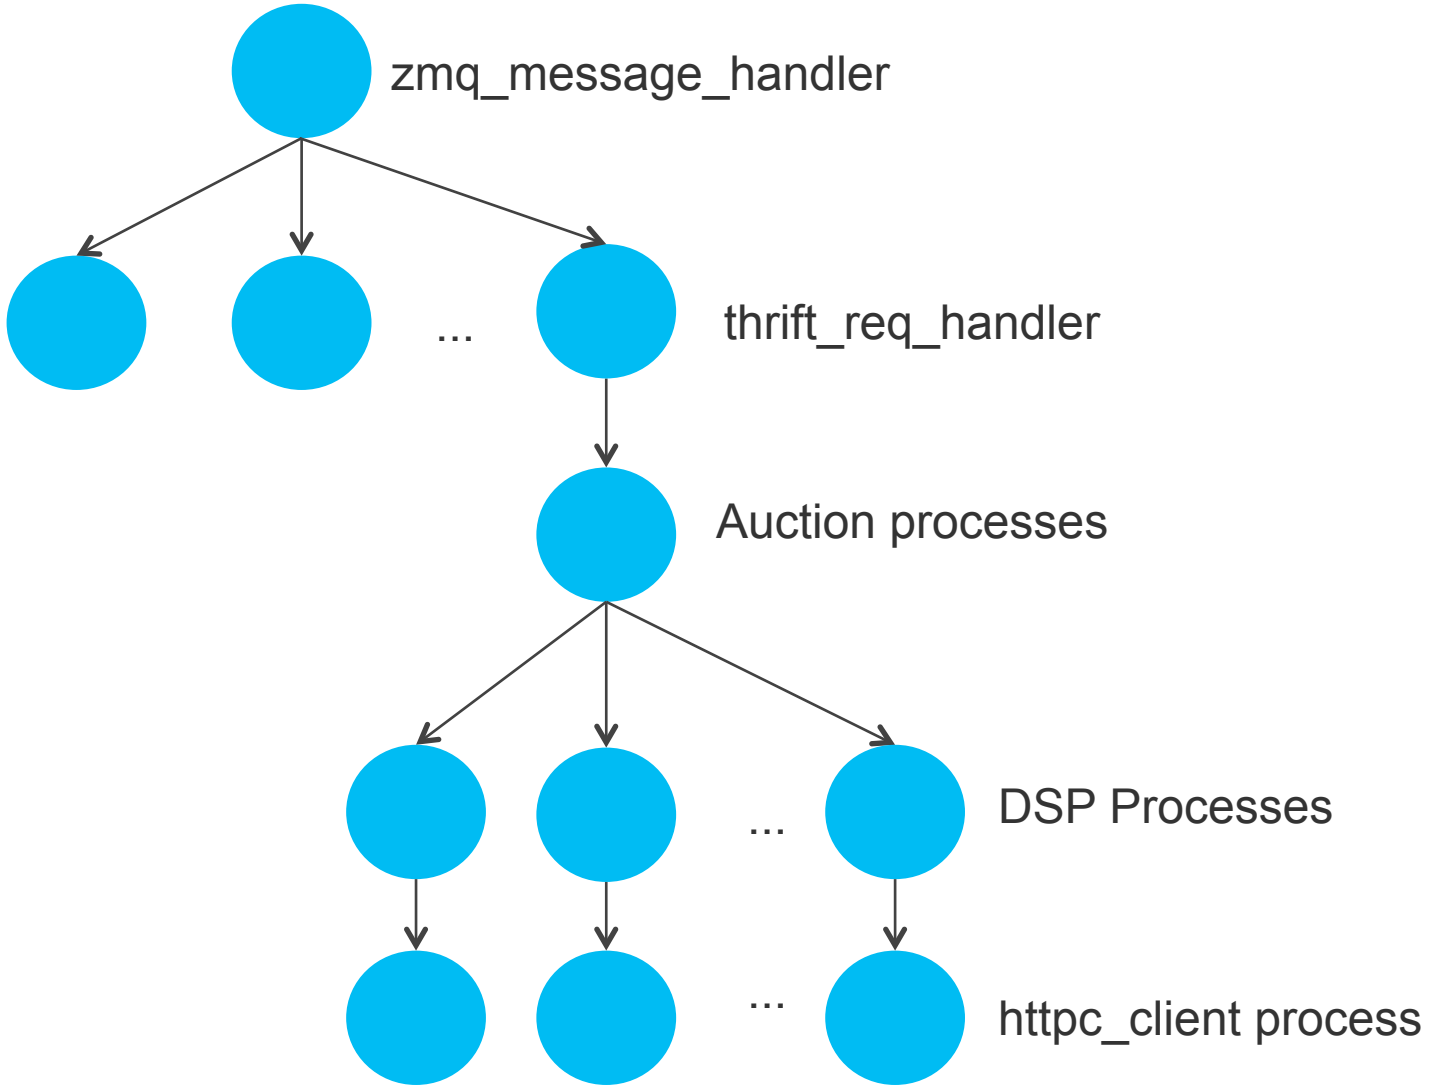 zmq_message_handler
...
thrift_req_handler
Auction processes
...
DSP Processes
...
httpc_client process